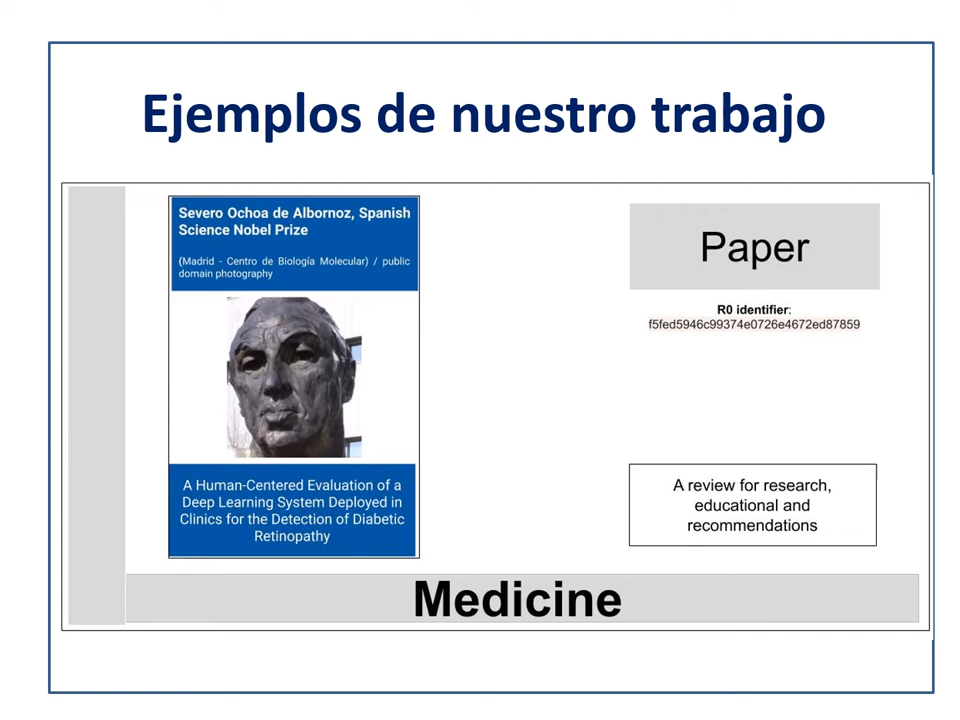 Ejemplos de nuestro trabajo
Severo Ochoa de Albornoz, Spanish
Science Nobel Prize
(Madrid - Centro de Biología Molecular) / public
domain photography
A Human-Centered Evaluation of a
Deep Learning System Deployed in
Clinics for the Detection of Diabetic
Retinopathy
Paper
R0 identifier:
f5fed5946c99374e0726e4672ed87859
A review for research,
educational and
recommendations
Medicine